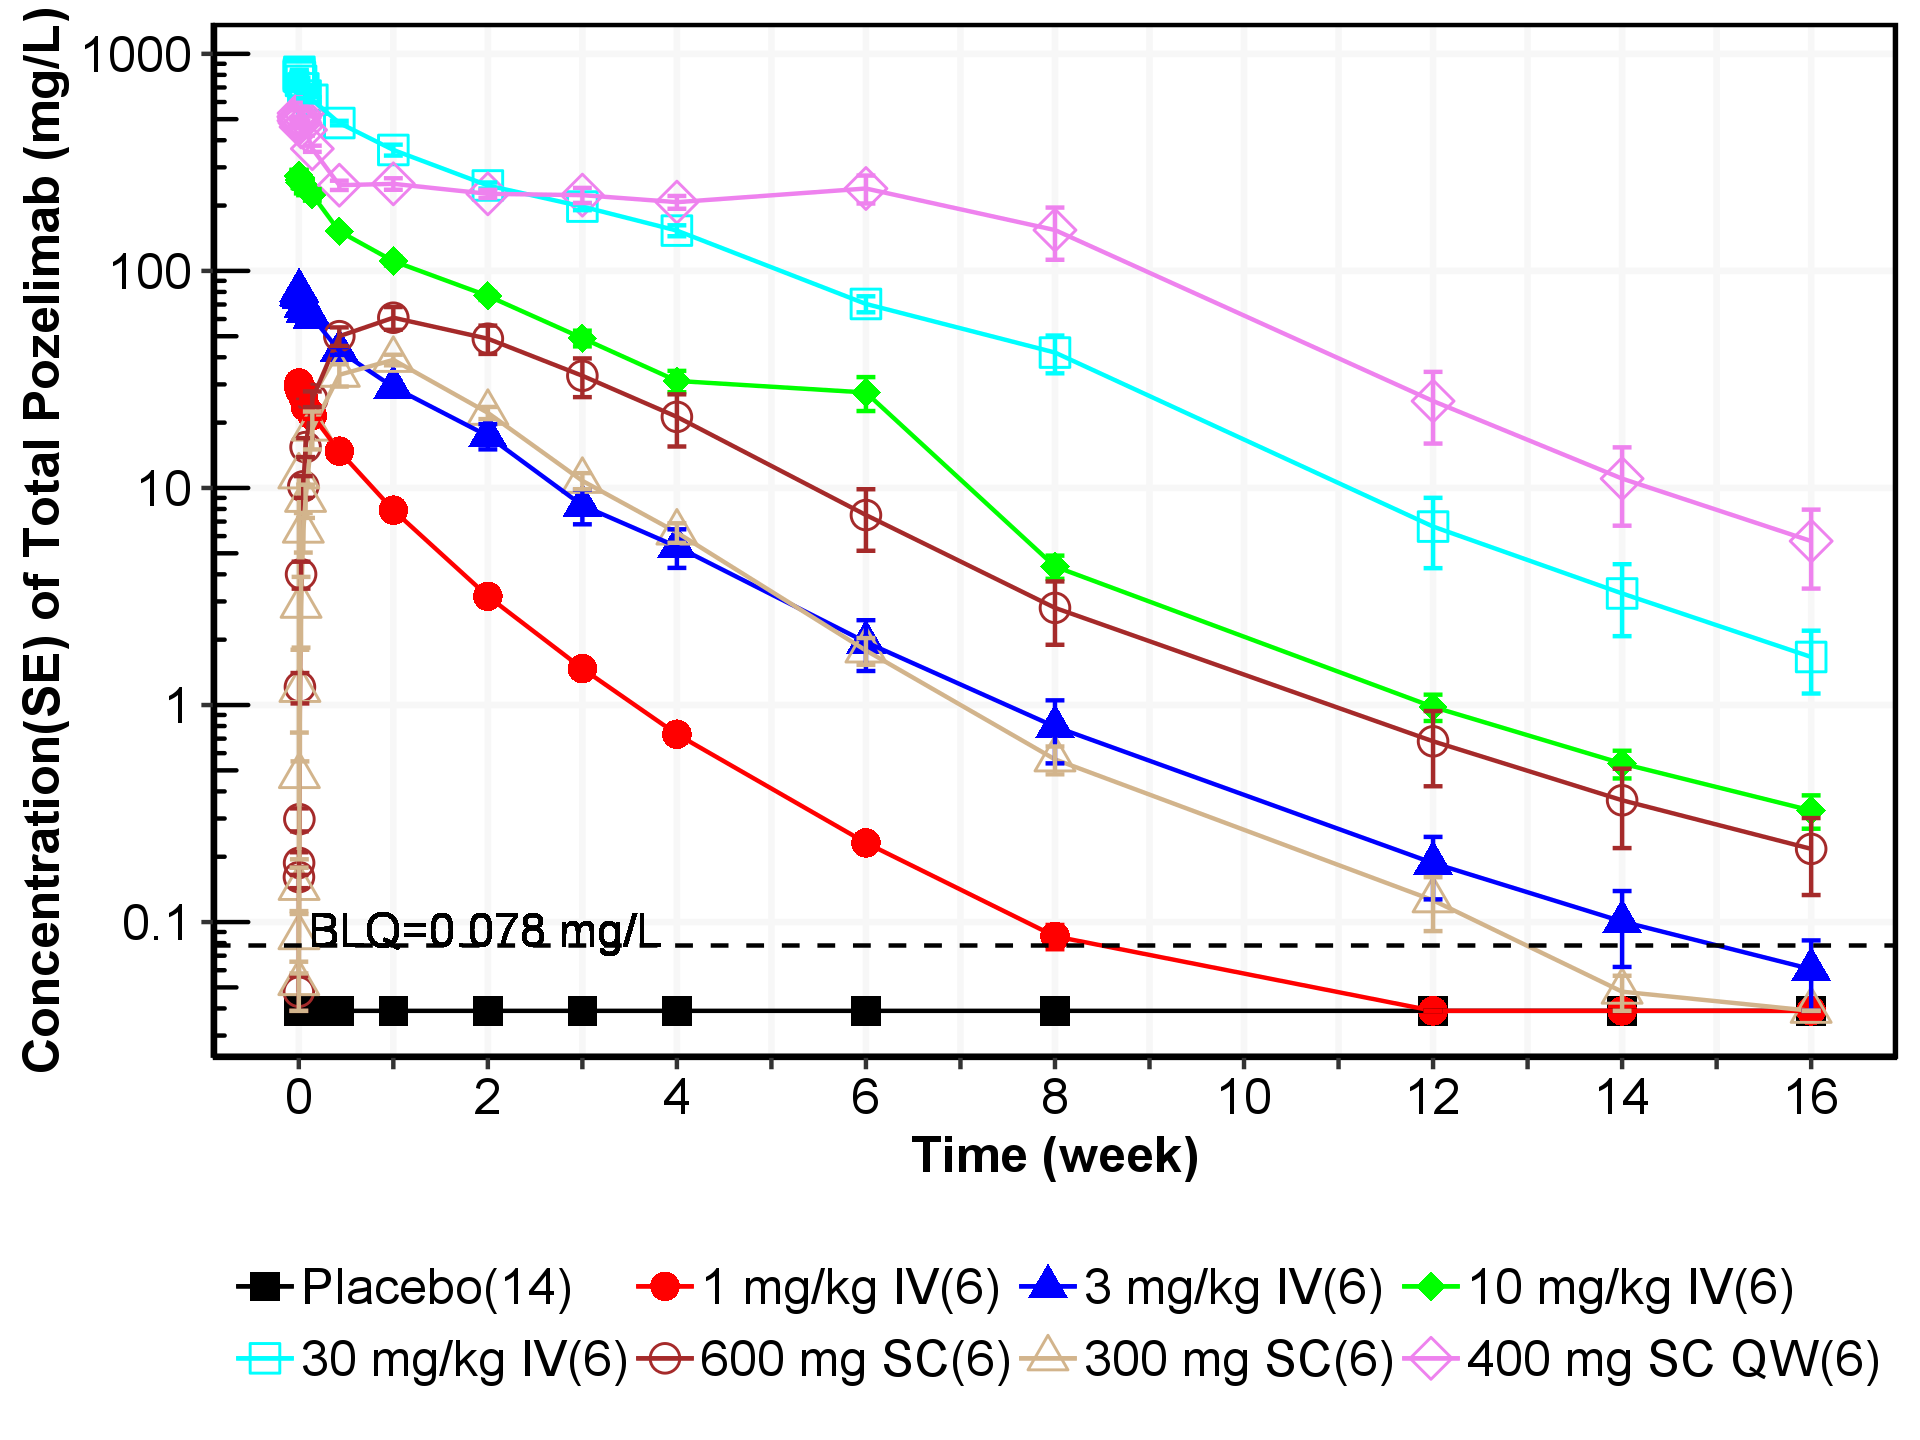 Concentration(SE) of Total Pozelimab (mg/L)
1000
100
10
1
0.1
BLQ=0.078 mg/L
0 2 4 6 8 10 12 14 16
Time (week)
Placebo(14) 1 mg/kg IV(6) 3 mg/kg IV(6) 10 mg/kg IV(6)
30 mg/kg IV(6) 600 mg SC(6) 300 mg SC(6) 400 mg SC QW(6)